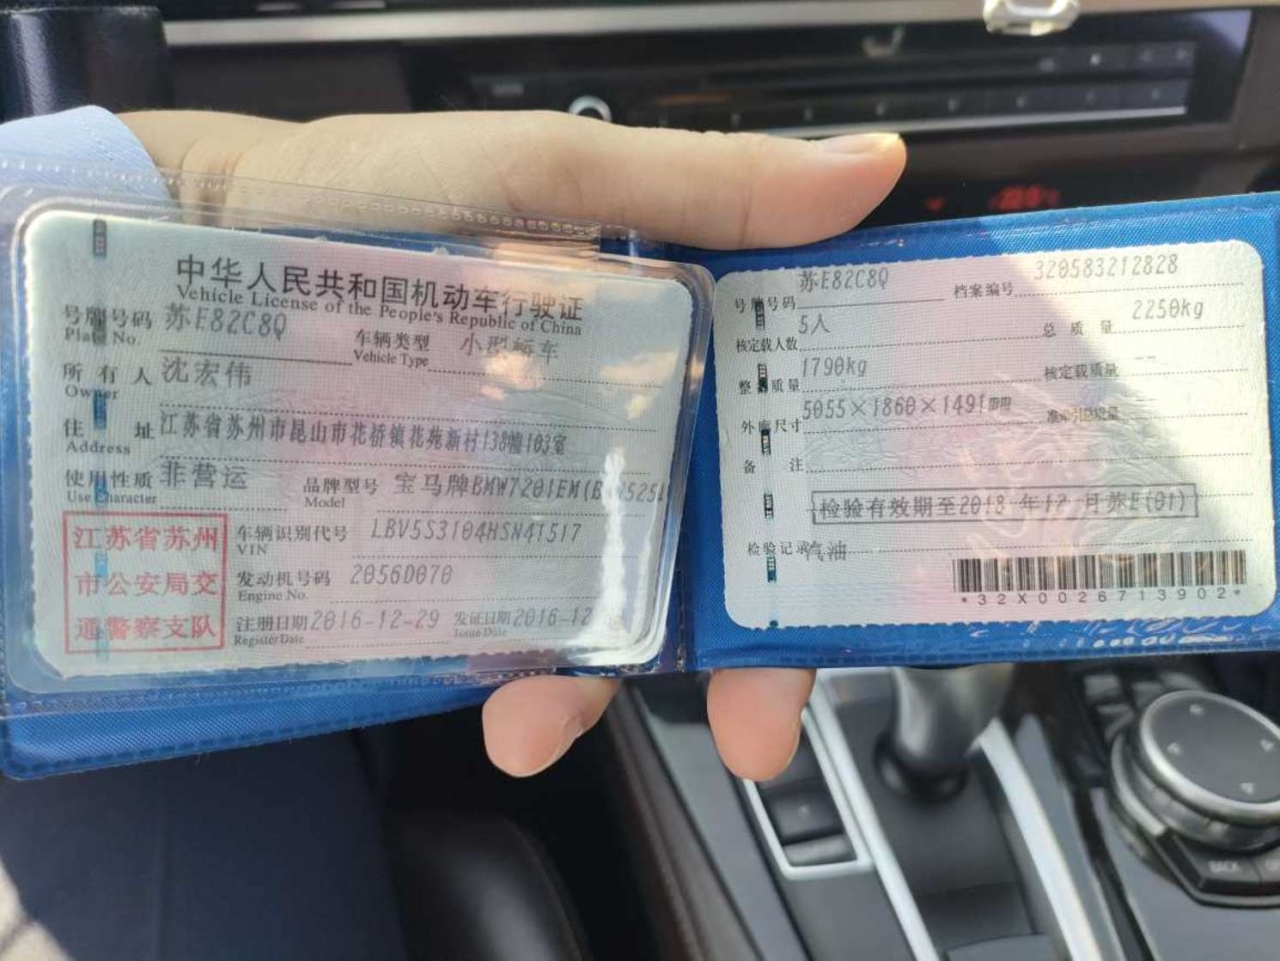 中华人民共和国机动车行驶证
Vehicle License of the People's Republic of China
号牌号码 苏E82C8Q 车辆类型 小型轿车
Plate No. Vehicle Type
所有人 沈宏伟
Owner
住址 江苏省苏州市昆山市花桥镇花苑新村138幢103室
Address
使用性质 非营运 品牌型号 宝马牌BMW7201EM(B
Use Character Model
江苏省苏州
市公安局交
通警察支队
车辆识别代号 LBV5S3104HSN41517
VIN
发动机号码 2056D070
Engine No.
注册日期 2016-12-29 发证日期 2016-12
Register Date Issue Date
号牌号码 苏E82C8Q 档案编号 320583212828
核定载人数 5人 总质量 2250kg
整备质量 1790kg 核定载质量 --
外廓尺寸 5055×1860×1491mm 准牵引总质量
备注
检验有效期至2018年12月苏E(01)
检验记录 汽油
*32X0026713902*
BACK